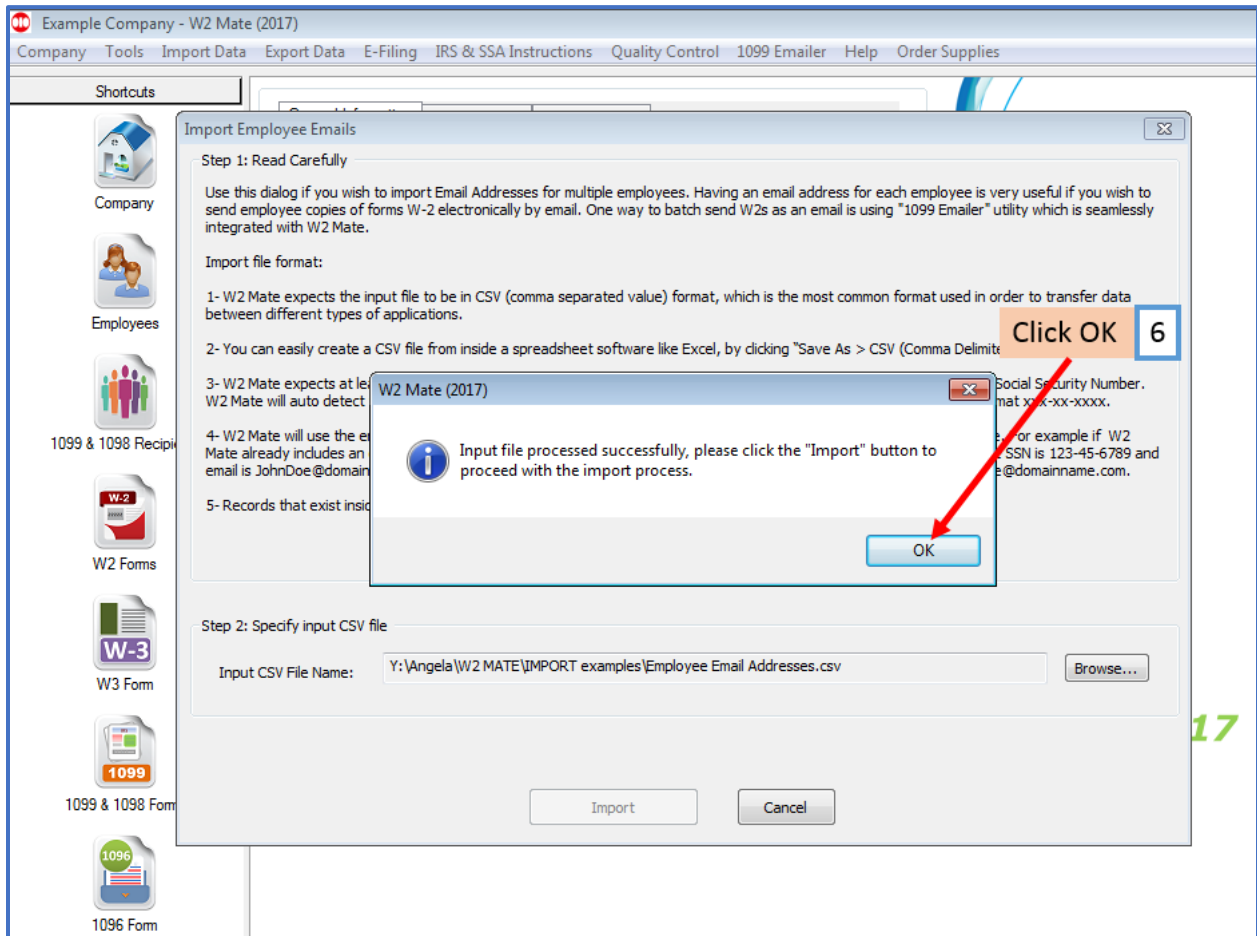 Example Company - W2 Mate (2017)
Company Tools Import Data Export Data E-Filing IRS & SSA Instructions Quality Control 1099 Emailer Help Order Supplies
Shortcuts
Company
Employees
1099 & 1098 Recipi
W-2
W2 Forms
W-3
W3 Form
1099
1099 & 1098 Form
1096
1096 Form
Import Employee Emails
Step 1: Read Carefully
Use this dialog if you wish to import Email Addresses for multiple employees. Having an email address for each employee is very useful if you wish to
send employee copies of forms W-2 electronically by email. One way to batch send W2s as an email is using "1099 Emailer" utility which is seamlessly
integrated with W2 Mate.
Import file format:
1- W2 Mate expects the input file to be in CSV (comma separated value) format, which is the most common format used in order to transfer data
between different types of applications.
2- You can easily create a CSV file from inside a spreadsheet software like Excel, by clicking "Save As > CSV (Comma Delimite
Click OK 6
3- W2 Mate expects at le Social Security Number.
W2 Mate will auto detect mat xxx-xx-xxxx.
4- W2 Mate will use the e e. For example if W2
Mate already includes an SSN is 123-45-6789 and
email is JohnDoe@domain e@domainname.com.
5- Records that exist insid
W2 Mate (2017)
Input file processed successfully, please click the "Import" button to
proceed with the import process.
OK
Step 2: Specify input CSV file
Input CSV File Name: Y:\Angela\W2 MATE\IMPORT examples\Employee Email Addresses.csv Browse...
17
Import Cancel